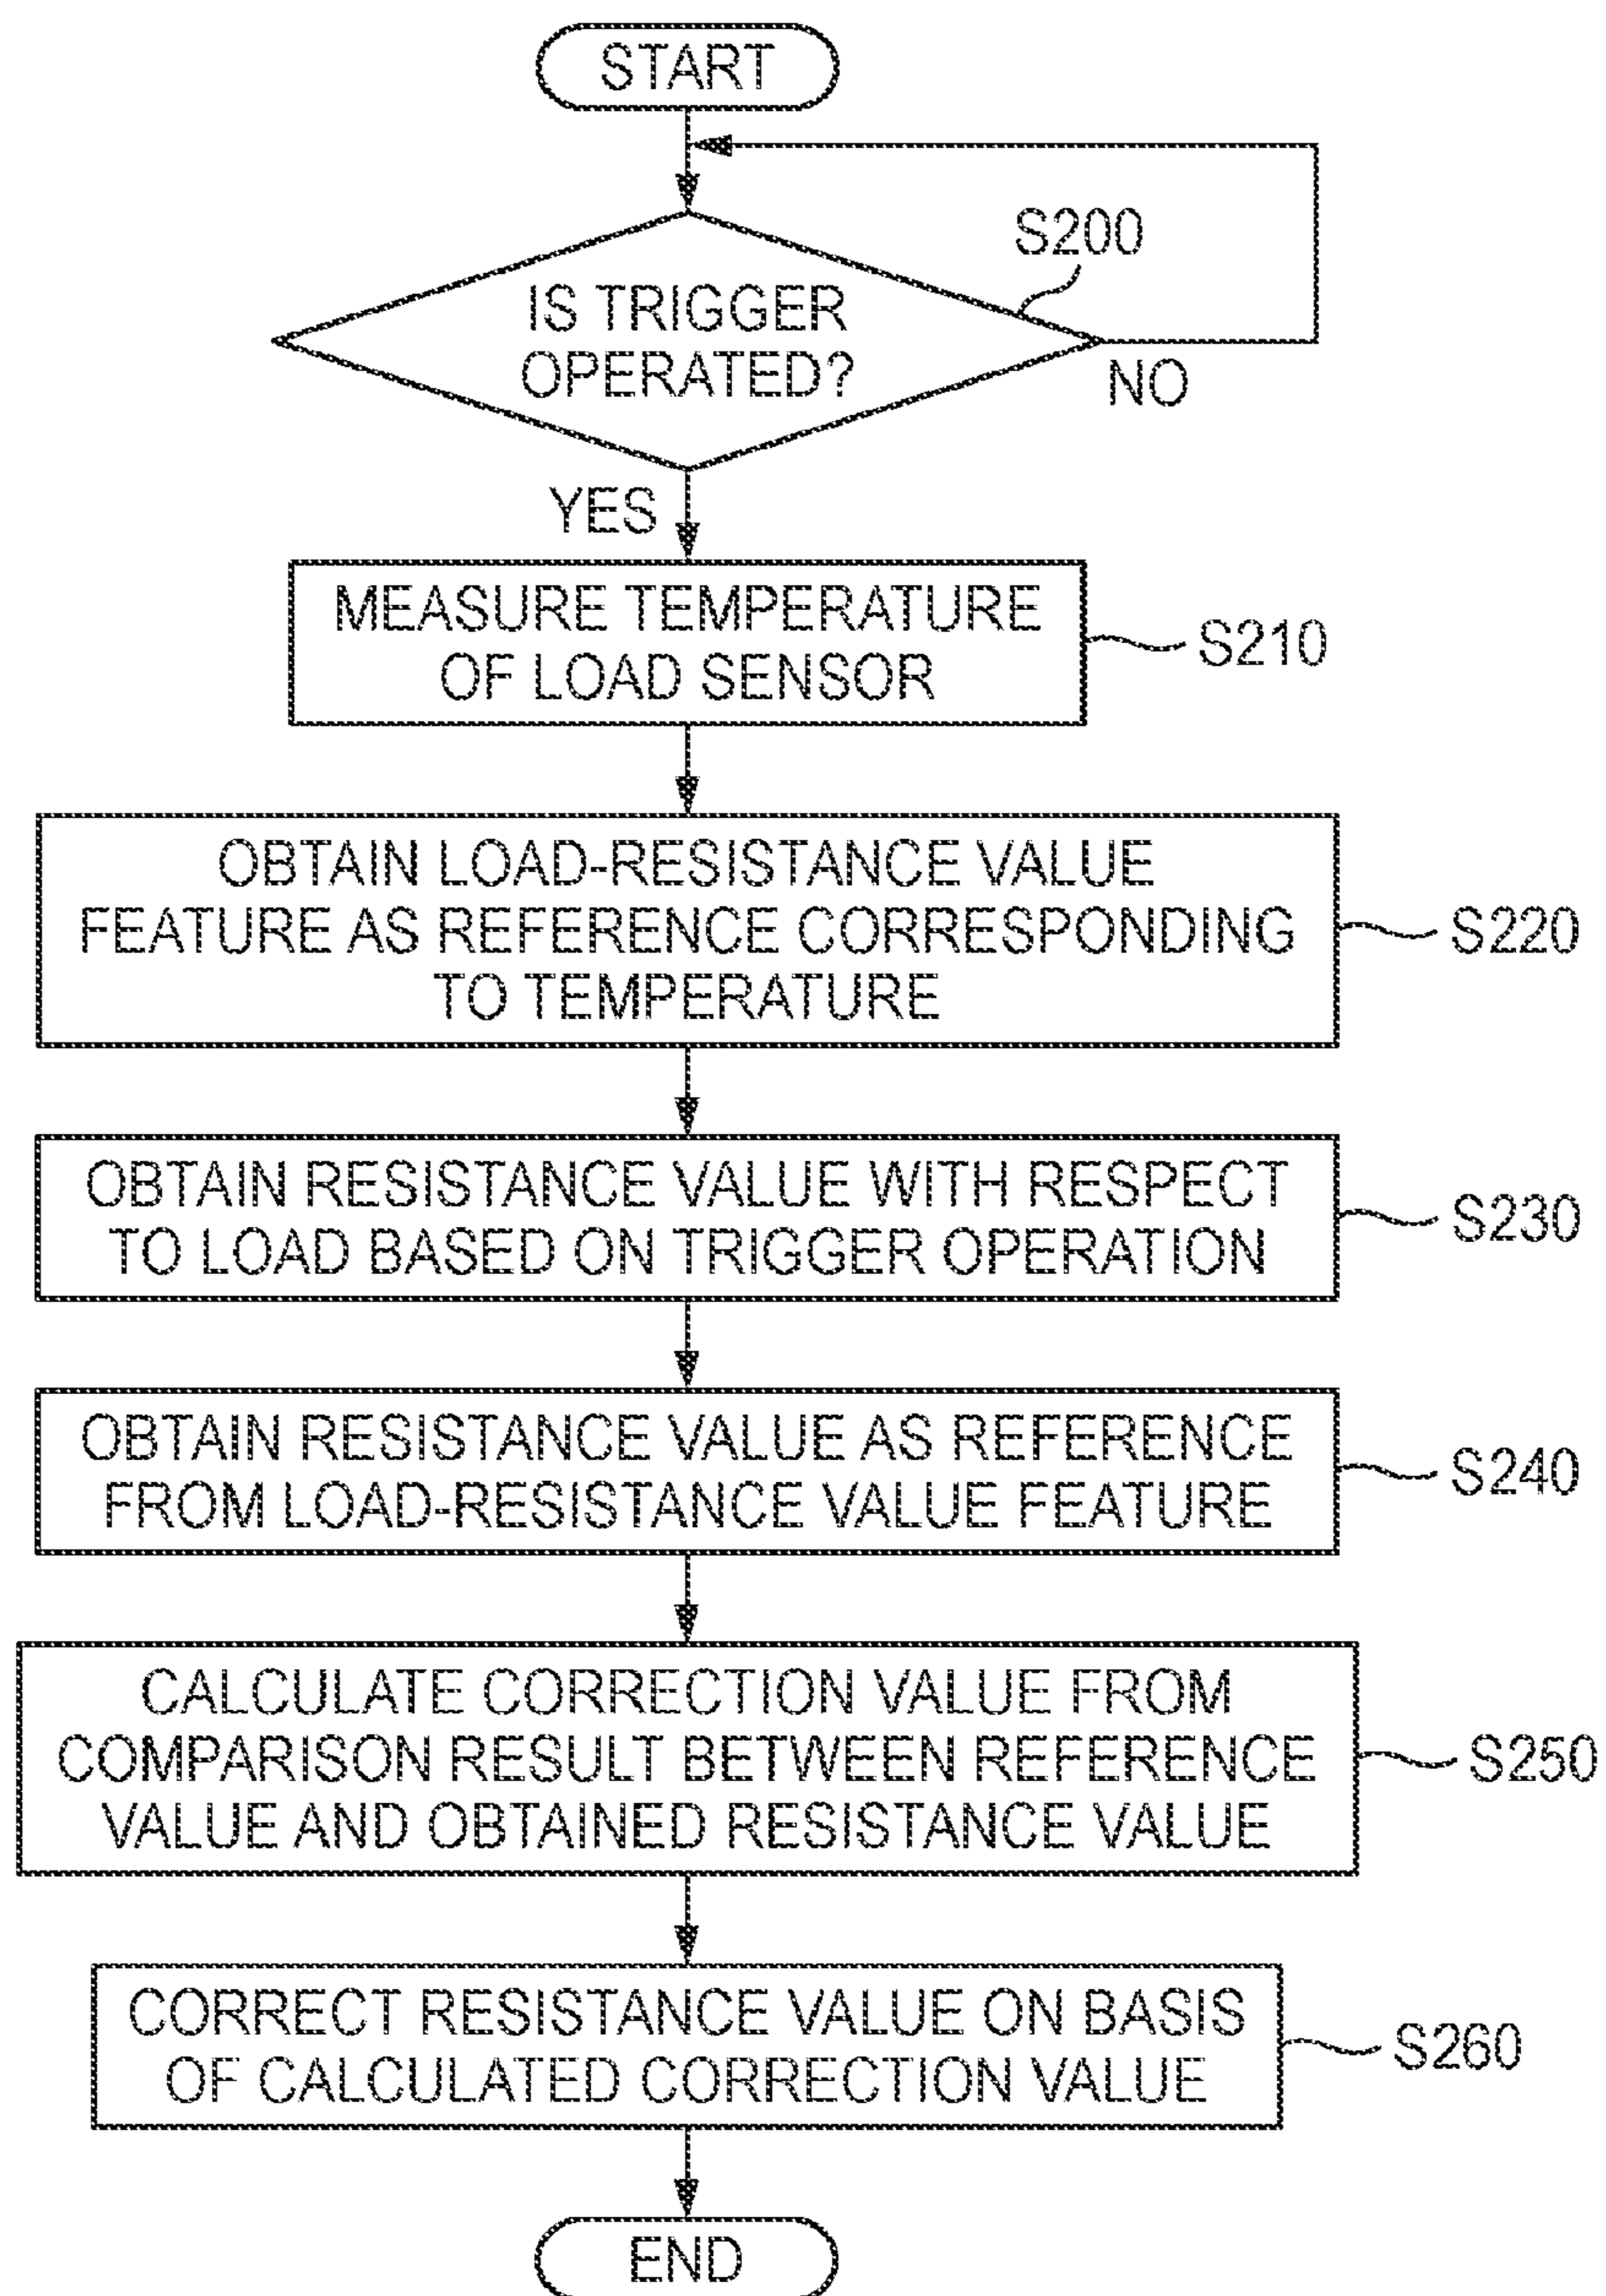 START
S200
IS TRIGGER
OPERATED?
NO
YES
MEASURE TEMPERATURE
OF LOAD SENSOR
S210
OBTAIN LOAD-RESISTANCE VALUE
FEATURE AS REFERENCE CORRESPONDING
TO TEMPERATURE
S220
OBTAIN RESISTANCE VALUE WITH RESPECT
TO LOAD BASED ON TRIGGER OPERATION
S230
OBTAIN RESISTANCE VALUE AS REFERENCE
FROM LOAD-RESISTANCE VALUE FEATURE
S240
CALCULATE CORRECTION VALUE FROM
COMPARISON RESULT BETWEEN REFERENCE
VALUE AND OBTAINED RESISTANCE VALUE
S250
CORRECT RESISTANCE VALUE ON BASIS
OF CALCULATED CORRECTION VALUE
S260
END